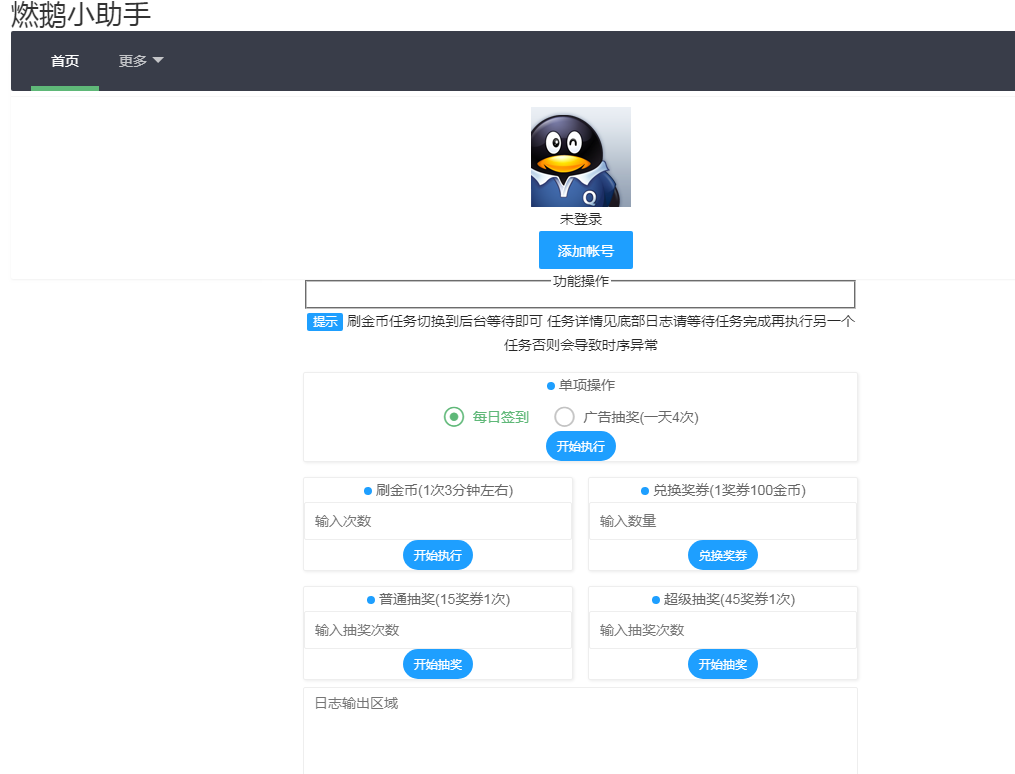 燃鹅小助手
首页 更多
Q
未登录
添加帐号
功能操作
提示 刷金币任务切换到后台等待即可 任务详情见底部日志请等待任务完成再执行另一个
任务否则会导致时序异常
单项操作
每日签到 广告抽奖(一天4次)
开始执行
刷金币(1次3分钟左右) 兑换奖券(1奖券100金币)
输入次数 输入数量
开始执行 兑换奖券
普通抽奖(15奖券1次) 超级抽奖(45奖券1次)
输入抽奖次数 输入抽奖次数
开始抽奖 开始抽奖
日志输出区域